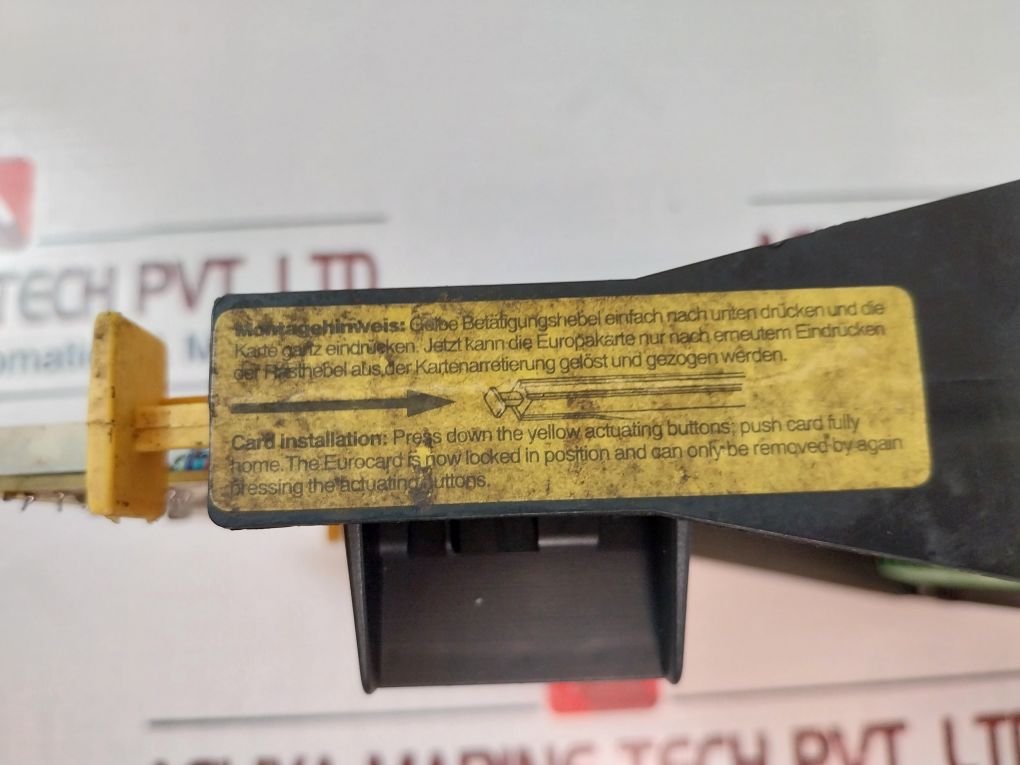 TECH PVT. LTD
Montagehinweis: Gelbe Betätigungshebel einfach nach unten drücken und die
Karte ganz eindrücken. Jetzt kann die Europakarte nur nach erneutem Eindrücken
der Rasthebel aus der Kartenarretierung gelöst und gezogen werden.
Card installation: Press down the yellow actuating buttons; push card fully
home. The Eurocard is now locked in position and can only be removed by again
pressing the actuating buttons.
TECH PVT. LTD